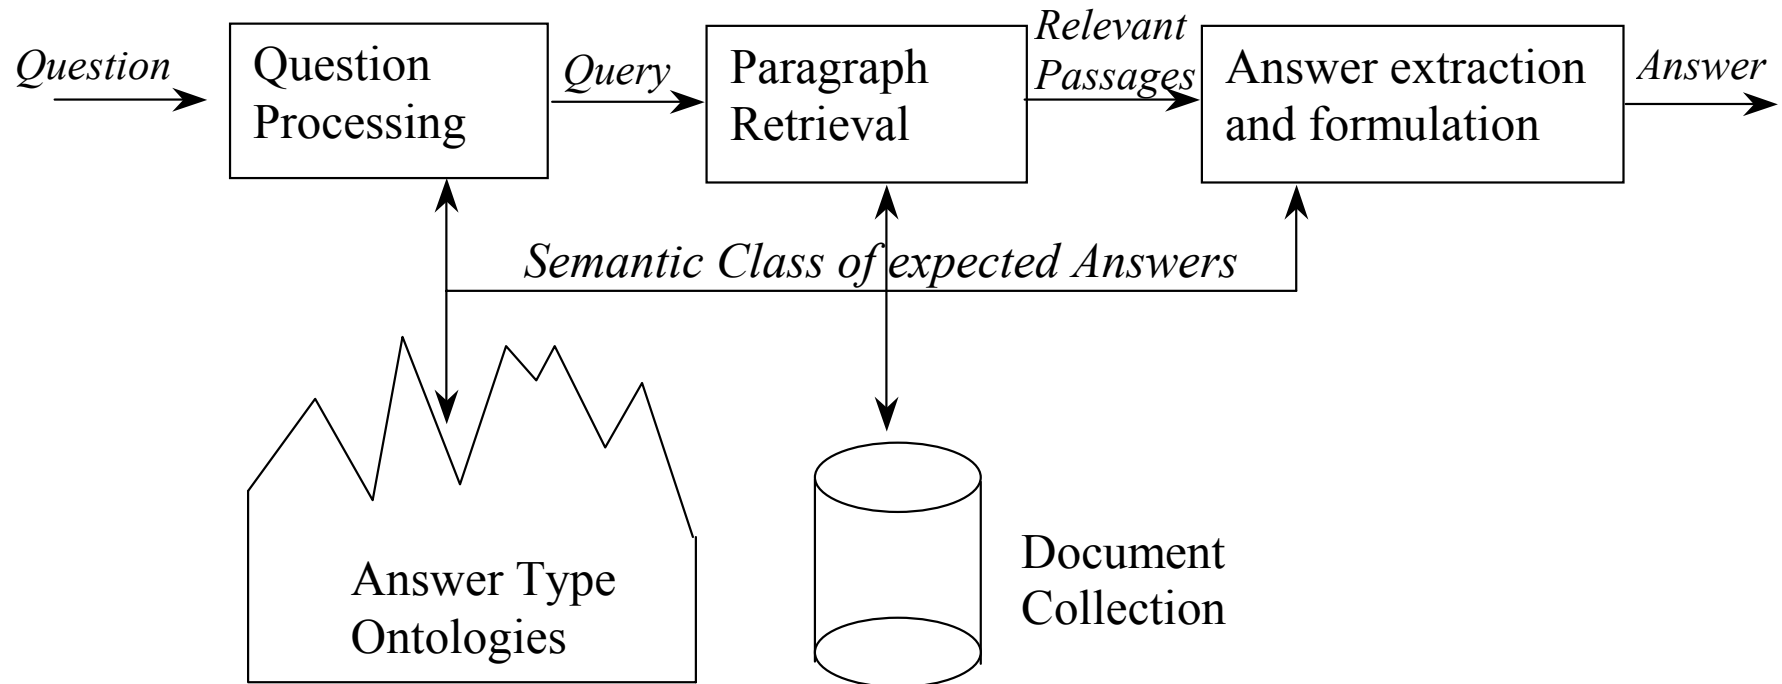 Question
Question
Processing
Query
Paragraph
Retrieval
Relevant
Passages
Answer extraction
and formulation
Answer
Semantic Class of expected Answers
Answer Type
Ontologies
Document
Collection